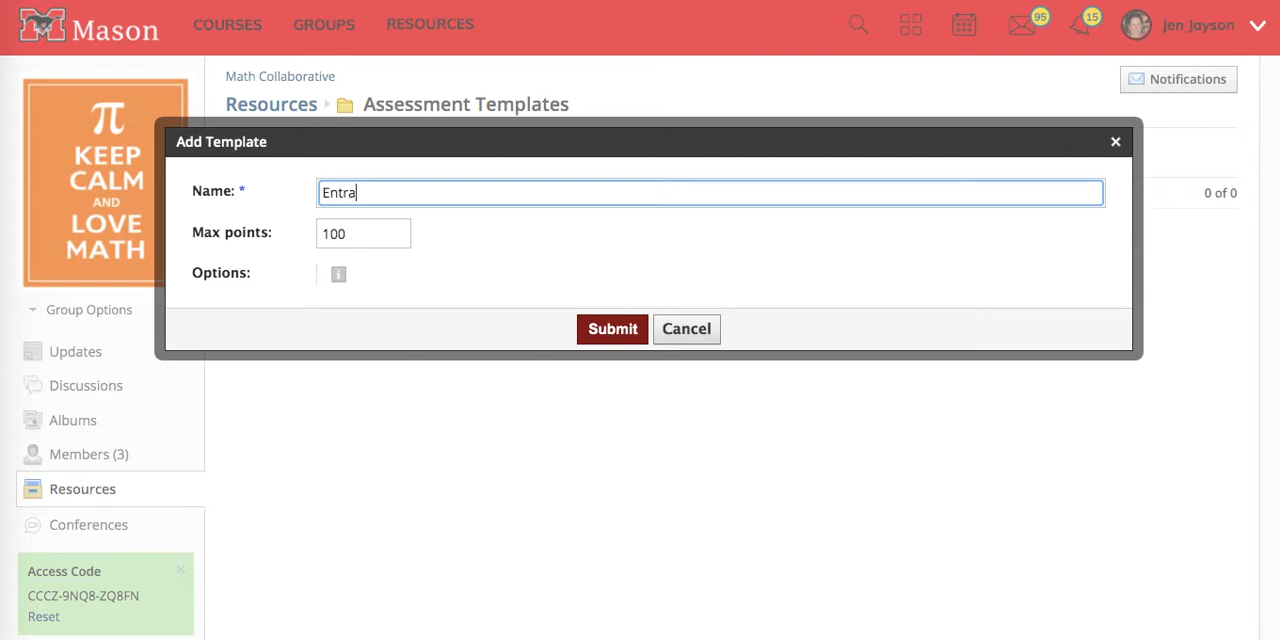 Mason
COURSES
GROUPS
RESOURCES
95
15
Jen Jayson
π
KEEP
CALM
AND
LOVE
MATH
Math Collaborative
Resources Assessment Templates
Notifications
Add Template
×
Name: *
Entra
Max points:
100
Options:
i
Submit
Cancel
0 of 0
Group Options
Updates
Discussions
Albums
Members (3)
Resources
Conferences
Access Code
×
CCCZ-9NQ8-ZQ8FN
Reset